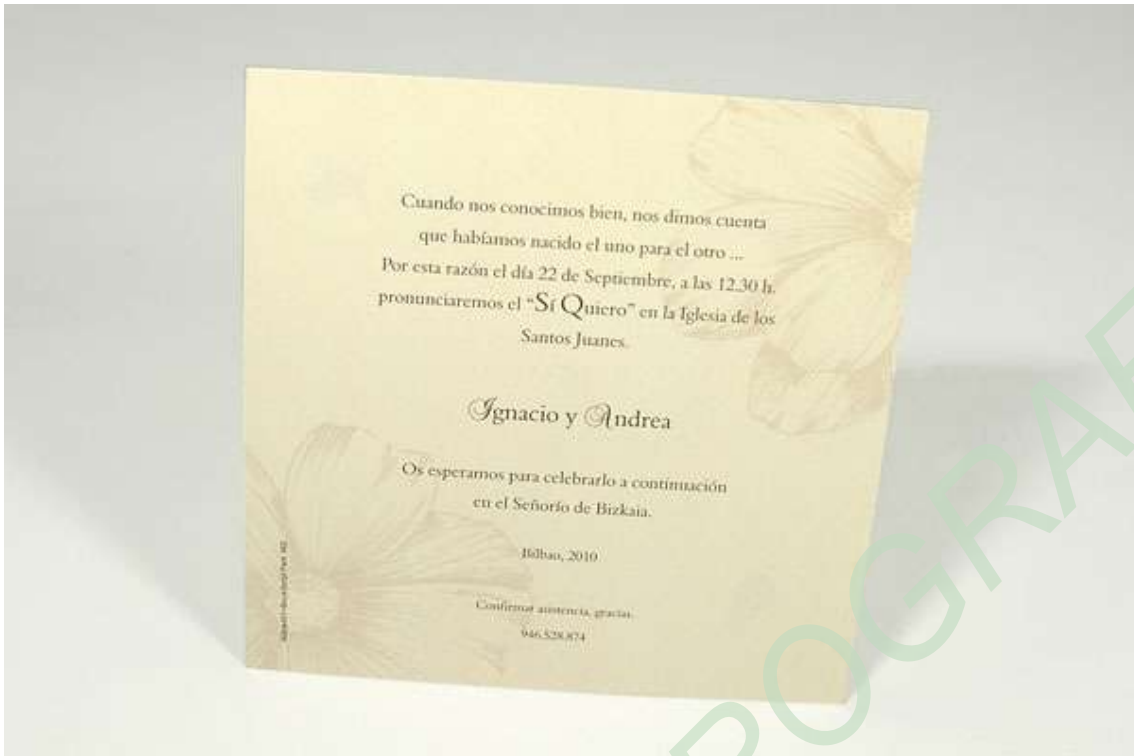 Cuando nos conocimos bien, nos dimos cuenta
que habíamos nacido el uno para el otro ...
Por esta razón el día 22 de Septiembre, a las 12.30 h.
pronunciaremos el "Sí Quiero" en la Iglesia de los
Santos Juanes.
Ignacio y Andrea
Os esperamos para celebrarlo a continuación
en el Señorío de Bizkaia.
Bilbao, 2010
Confirmar asistencia, gracias.
946.528.874
POGRAF